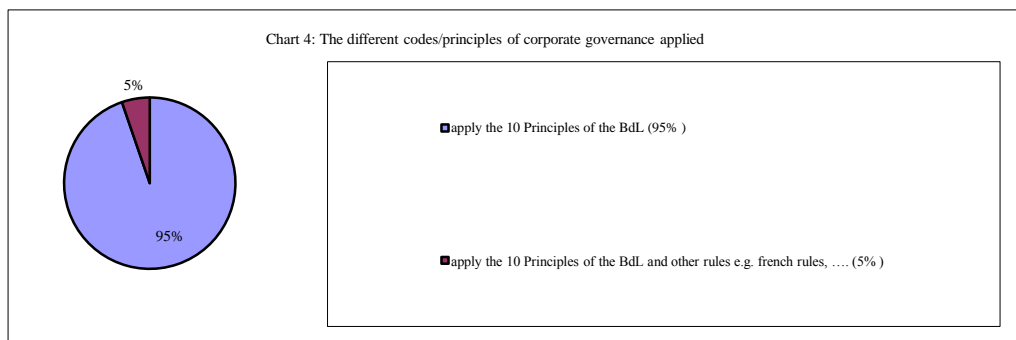 Chart 4: The different codes/principles of corporate governance applied
5%
95%
apply the 10 Principles of the BdL (95% )
apply the 10 Principles of the BdL and other rules e.g. french rules, …. (5% )